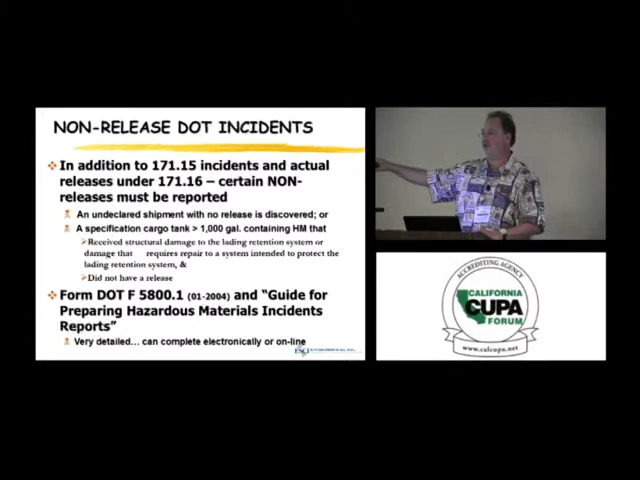 NON-RELEASE DOT INCIDENTS
In addition to 171.15 incidents and actual
releases under 171.16 – certain NON-
releases must be reported
An undeclared shipment with no release is discovered; or
A specification cargo tank > 1,000 gal. containing HM that
Received structural damage to the lading retention system or
damage that requires repair to a system intended to protect the
lading retention system, &
Did not have a release
Form DOT F 5800.1 (01-2004) and “Guide for
Preparing Hazardous Materials Incidents
Reports”
Very detailed... can complete electronically or on-line
ACCREDITING AGENCY
CALIFORNIA
CUPA
FORUM
www.calcupa.net